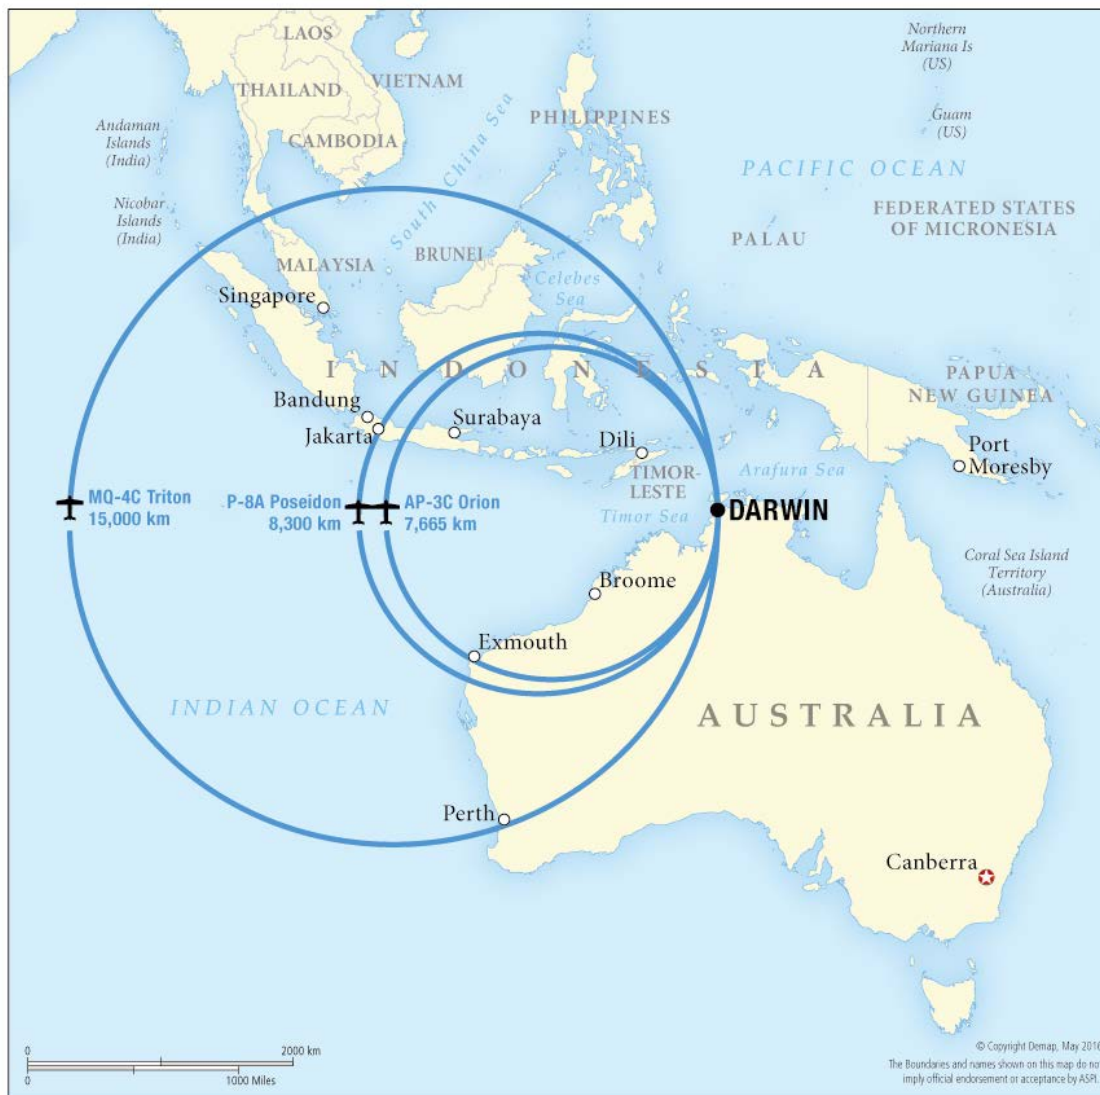 LAOS
THAILAND
VIETNAM
CAMBODIA
Andaman
Islands
(India)
Nicobar
Islands
(India)
South China Sea
PHILIPPINES
Northern
Mariana Is
(US)
Guam
(US)
PACIFIC OCEAN
PALAU
FEDERATED STATES
OF MICRONESIA
MALAYSIA
BRUNEI
Celebes
Sea
Singapore
INDONESIA
PAPUA
NEW GUINEA
Bandung
Jakarta
Surabaya
Dili
TIMOR-
LESTE
Timor Sea
Arafura Sea
Port
Moresby
MQ-4C Triton
15,000 km
P-8A Poseidon
8,300 km
AP-3C Orion
7,665 km
DARWIN
Coral Sea Island
Territory
(Australia)
Broome
Exmouth
INDIAN OCEAN
AUSTRALIA
Perth
Canberra
0 2000 km
0 1000 Miles
© Copyright Demap, May 2016
The Boundaries and names shown on this map do not
imply official endorsement or acceptance by ASPI.